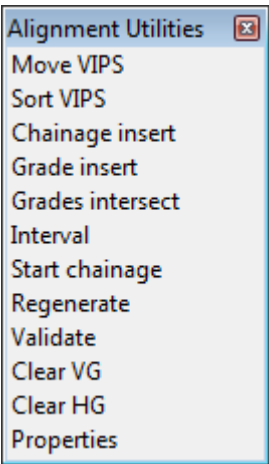 Alignment Utilities
Move VIPS
Sort VIPS
Chainage insert
Grade insert
Grades intersect
Interval
Start chainage
Regenerate
Validate
Clear VG
Clear HG
Properties